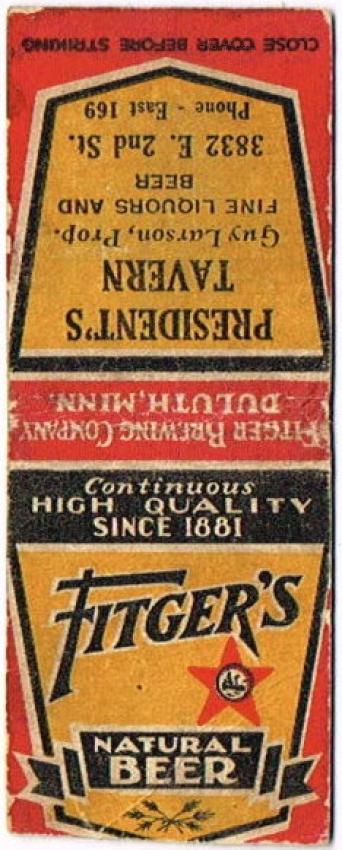 CLOSE COVER BEFORE STRIKING
PRESIDENT'S
TAVERN
Guy Larson, Prop.
FINE LIQUORS AND
BEER
3832 E. 2nd St.
Phone - East 169
FITGER BREWING COMPANY
DULUTH, MINN.
Continuous
HIGH QUALITY
SINCE 1881
FITGER'S
NATURAL
BEER